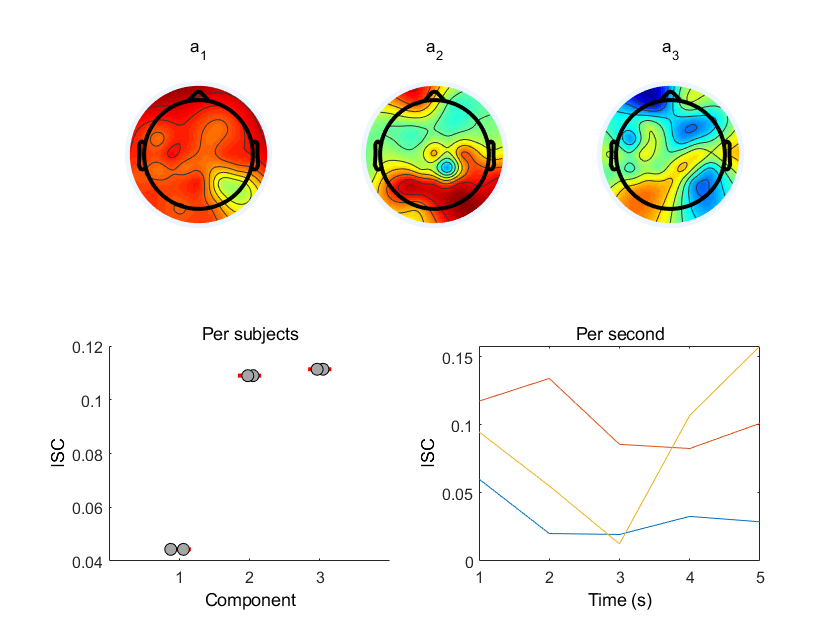 a1 a2 a3
Per subjects
0.12
0.1
0.08
0.06
0.04
ISC
1 2 3
Component
Per second
0.15
0.1
0.05
0
ISC
1 2 3 4 5
Time (s)